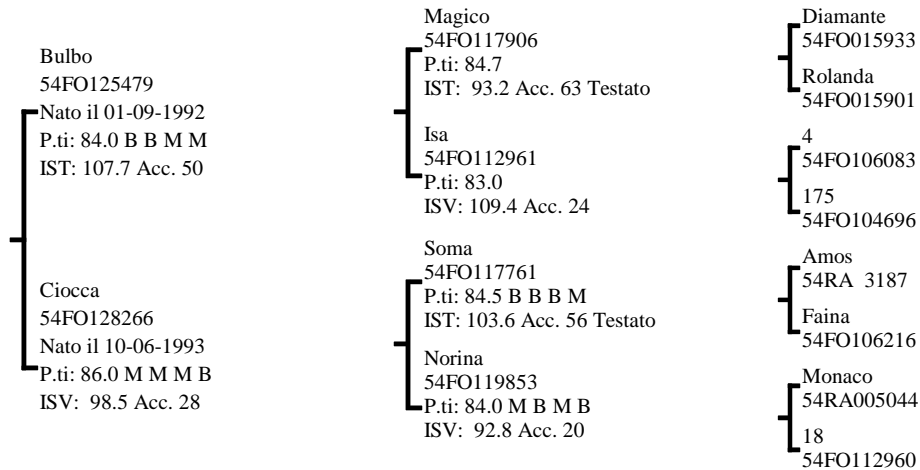 Bulbo
54FO125479
Nato il 01-09-1992
P.ti: 84.0 B B M M
IST: 107.7 Acc. 50
Ciocca
54FO128266
Nato il 10-06-1993
P.ti: 86.0 M M M B
ISV: 98.5 Acc. 28
Magico
54FO117906
P.ti: 84.7
IST: 93.2 Acc. 63 Testato
Isa
54FO112961
P.ti: 83.0
ISV: 109.4 Acc. 24
Soma
54FO117761
P.ti: 84.5 B B B M
IST: 103.6 Acc. 56 Testato
Norina
54FO119853
P.ti: 84.0 M B M B
ISV: 92.8 Acc. 20
Diamante
54FO015933
Rolanda
54FO015901
4
54FO106083
175
54FO104696
Amos
54RA 3187
Faina
54FO106216
Monaco
54RA005044
18
54FO112960